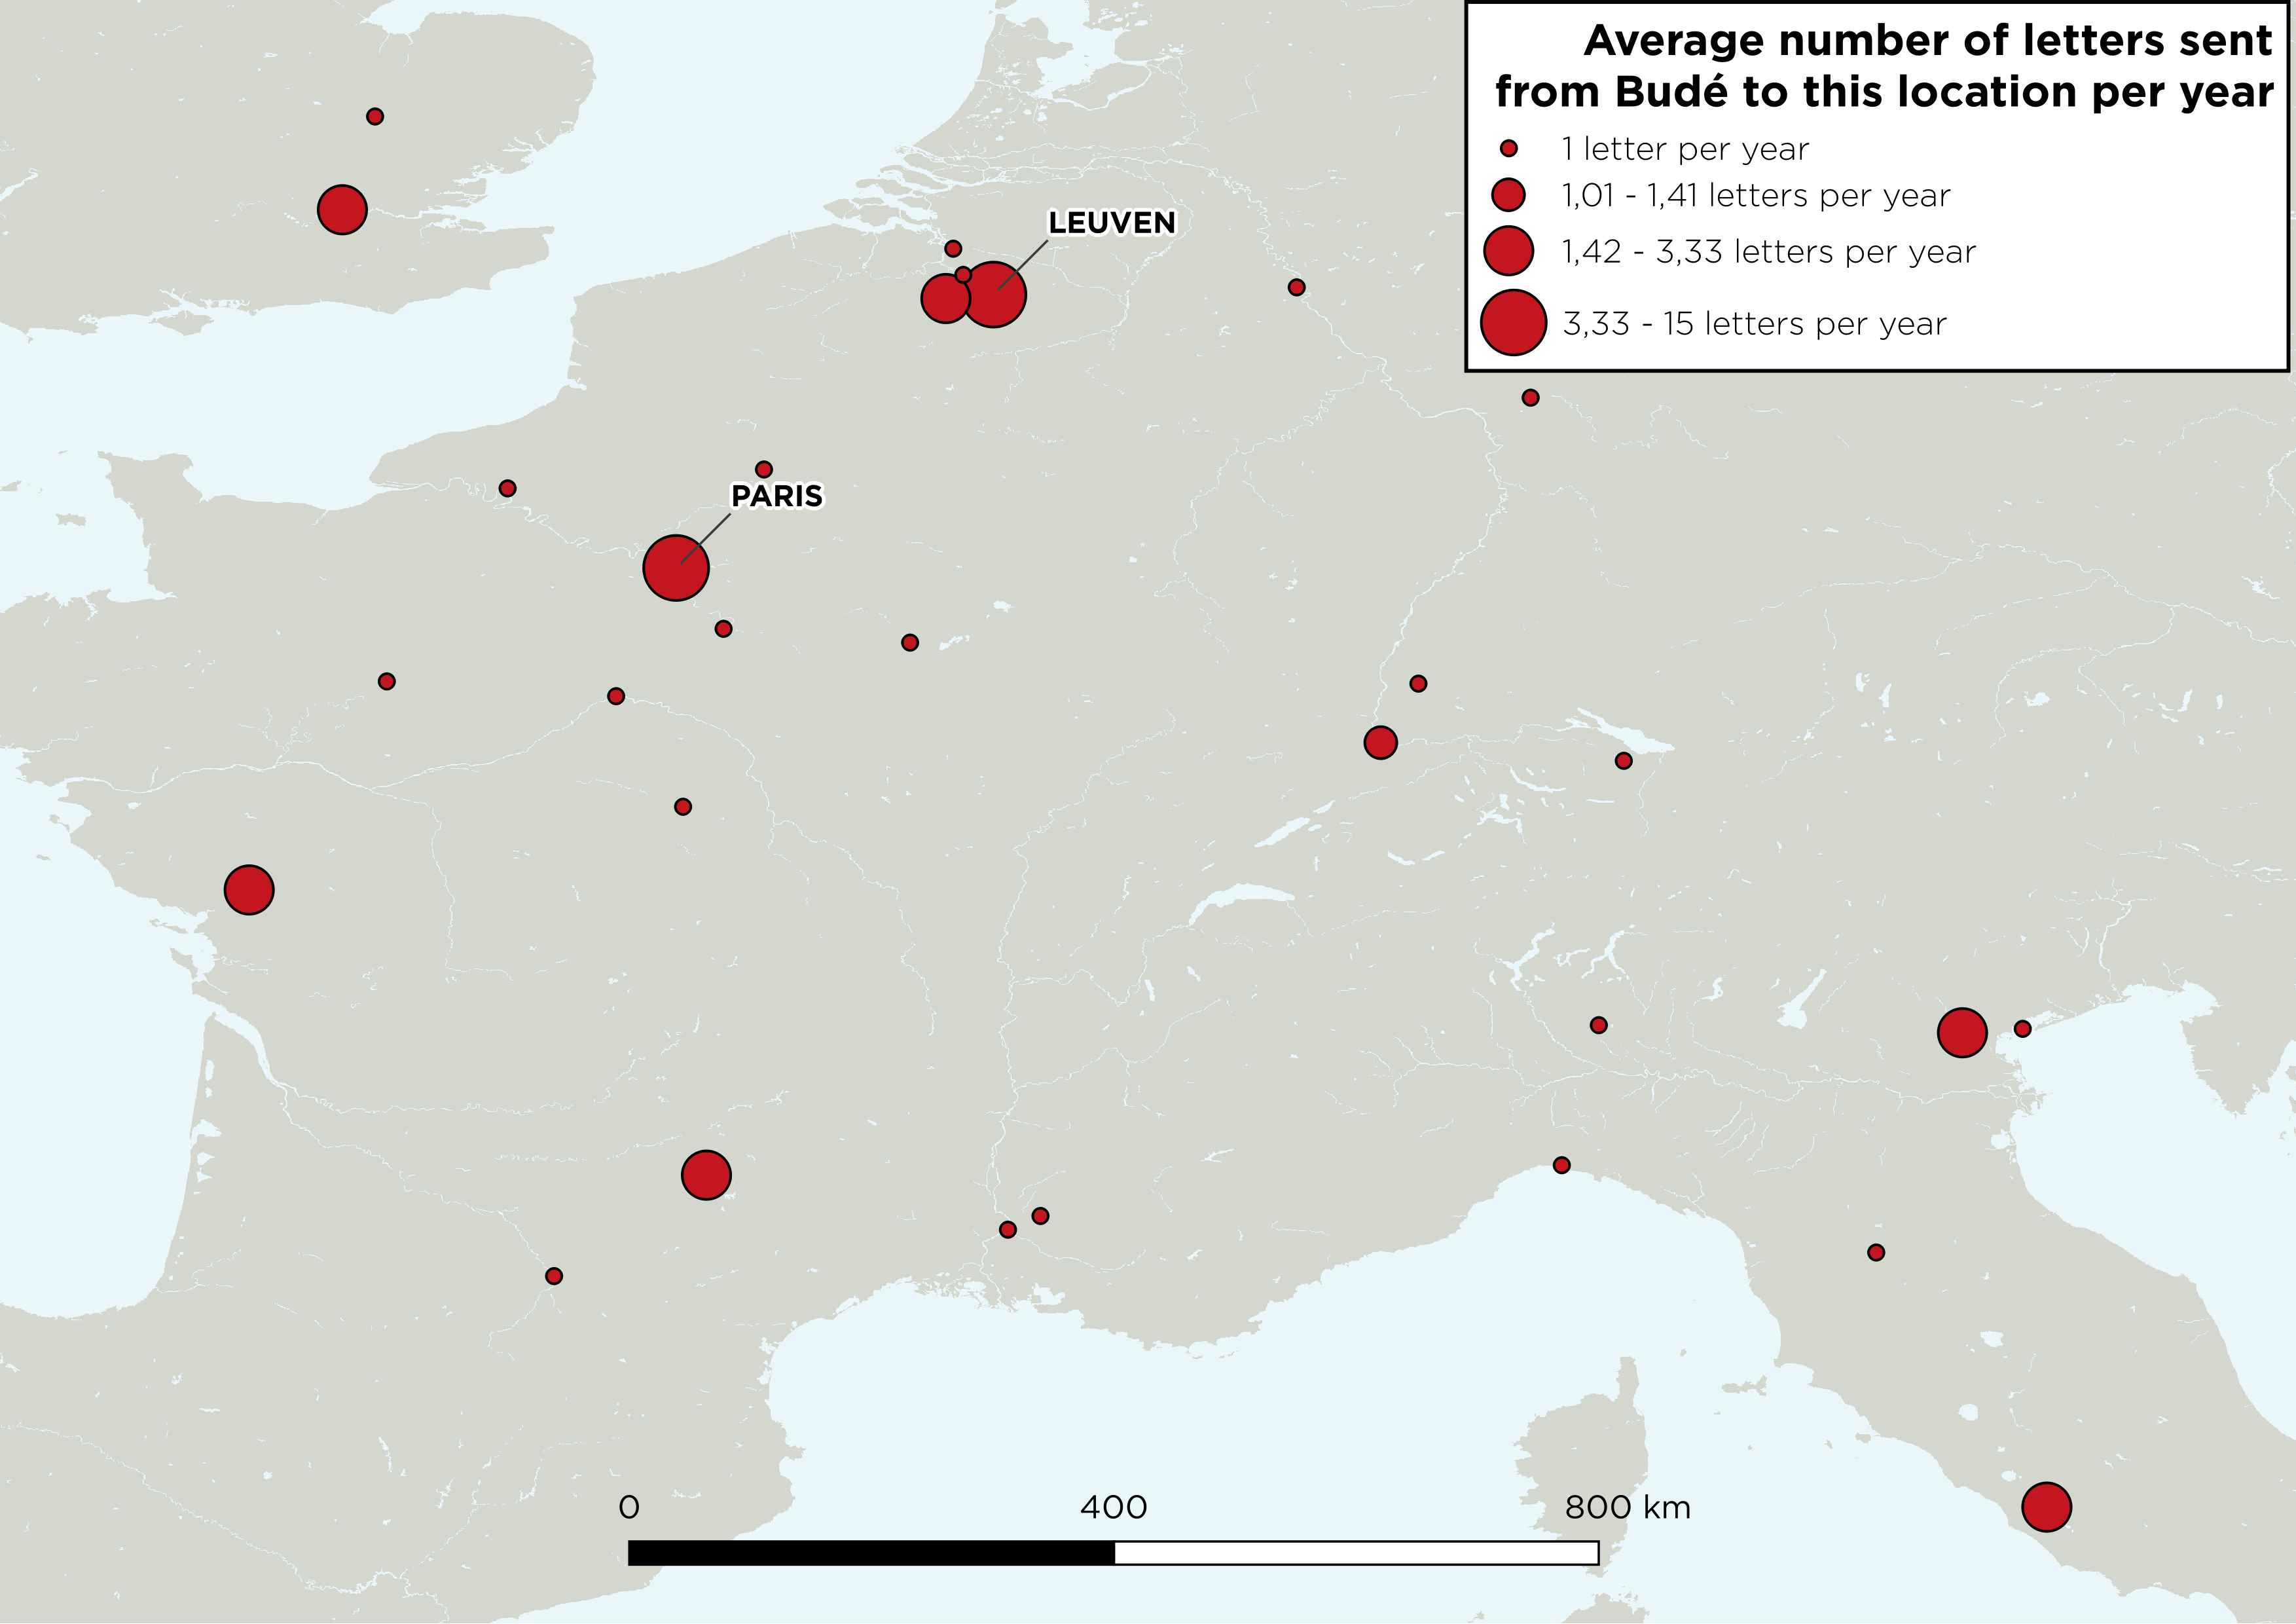 Average number of letters sent
from Budé to this location per year
1 letter per year
1,01 - 1,41 letters per year
1,42 - 3,33 letters per year
3,33 - 15 letters per year
LEUVEN
PARIS
0 400 800 km